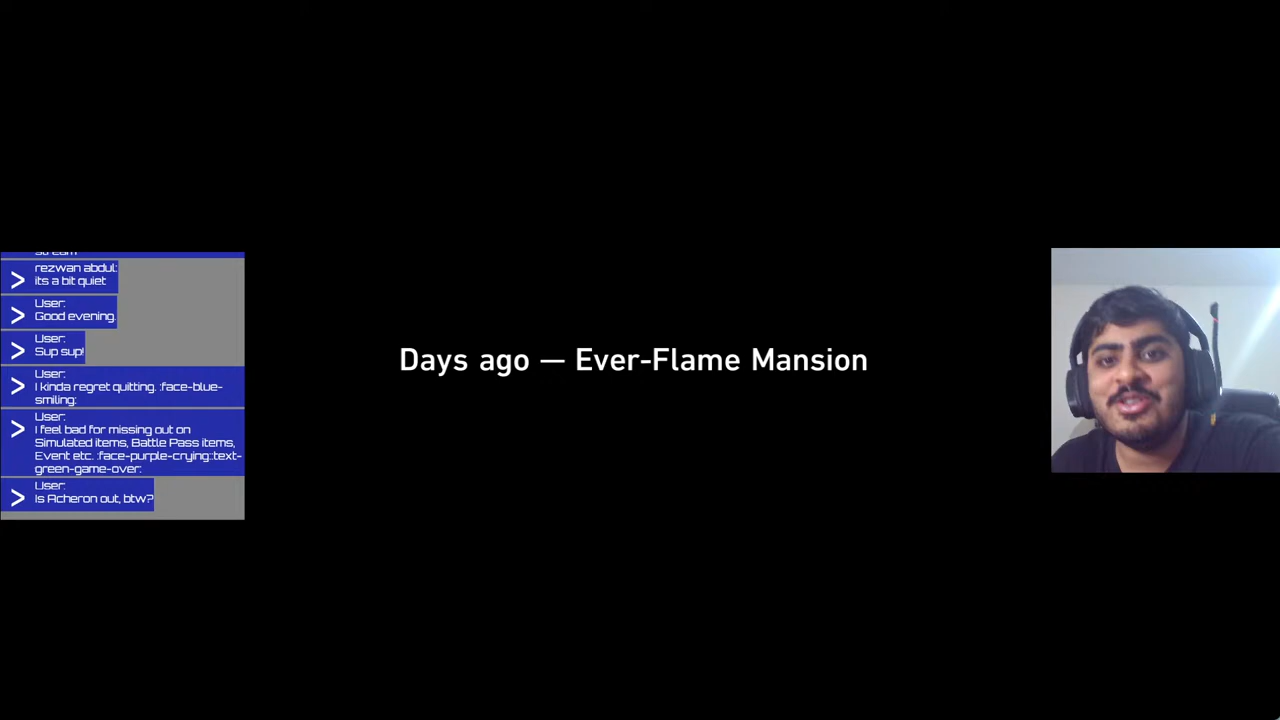 stream
> rezwan abdul:
its a bit quiet
> User:
Good evening.
> User:
Sup sup!
> User:
I kinda regret quitting. :face-blue-
smiling:
> User:
I feel bad for missing out on
Simulated items, Battle Pass items,
Event etc. :face-purple-crying::text-
green-game-over:
> User:
Is Acheron out, btw?
Days ago — Ever-Flame Mansion